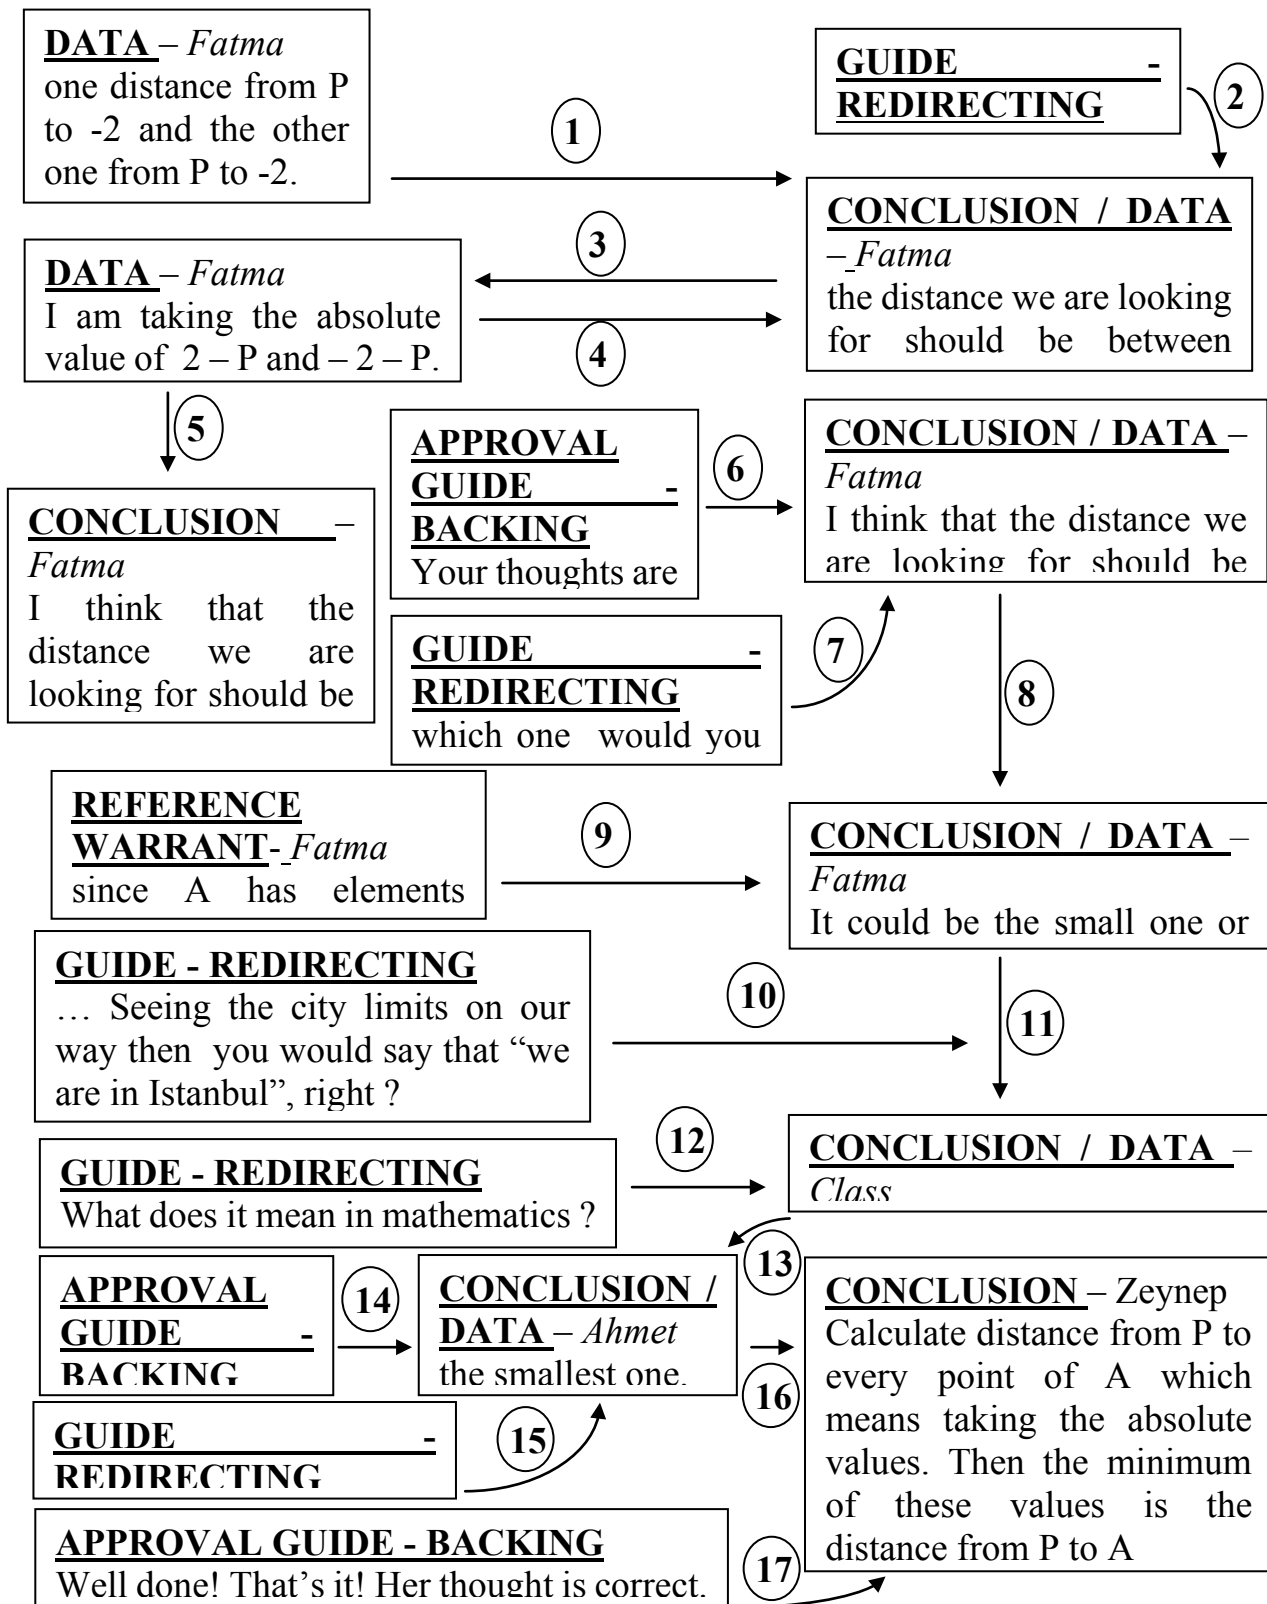 DATA – Fatma
one distance from P
to -2 and the other
one from P to -2.
GUIDE -
REDIRECTING
1
2
CONCLUSION / DATA
– Fatma
the distance we are looking
for should be between
3
DATA – Fatma
I am taking the absolute
value of 2 – P and – 2 – P.
4
5
APPROVAL
GUIDE -
BACKING
Your thoughts are
6
CONCLUSION / DATA –
Fatma
I think that the distance we
are looking for should be
CONCLUSION –
Fatma
I think that the
distance we are
looking for should be
GUIDE -
REDIRECTING
which one would you
7
8
REFERENCE
WARRANT- Fatma
since A has elements
9
CONCLUSION / DATA –
Fatma
It could be the small one or
GUIDE - REDIRECTING
… Seeing the city limits on our
way then you would say that “we
are in Istanbul”, right ?
10
11
GUIDE - REDIRECTING
What does it mean in mathematics ?
12
CONCLUSION / DATA –
Class
13
APPROVAL
GUIDE -
BACKING
14
CONCLUSION /
DATA – Ahmet
the smallest one.
16
CONCLUSION – Zeynep
Calculate distance from P to
every point of A which
means taking the absolute
values. Then the minimum
of these values is the
distance from P to A
GUIDE -
REDIRECTING
15
APPROVAL GUIDE - BACKING
Well done! That’s it! Her thought is correct.
17